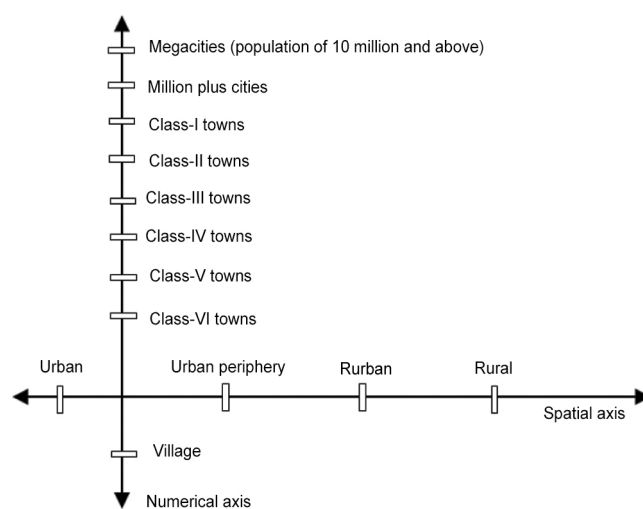 Megacities (population of 10 million and above)
Million plus cities
Class-I towns
Class-II towns
Class-III towns
Class-IV towns
Class-V towns
Class-VI towns
Urban
Urban periphery
Rurban
Rural
Spatial axis
Village
Numerical axis